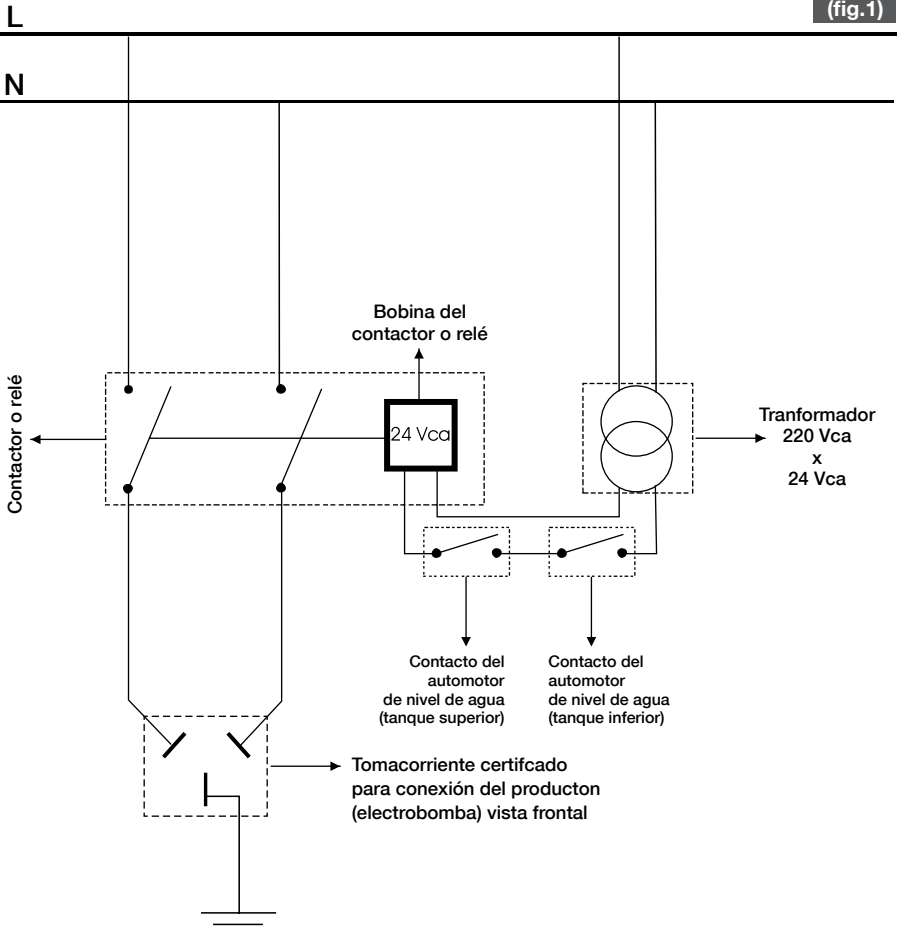 L
(fig.1)
N
Bobina del
contactor o relé
Contactor o relé
24 Vca
Tranformador
220 Vca
x
24 Vca
Contacto del
automotor
de nivel de agua
(tanque superior)
Contacto del
automotor
de nivel de agua
(tanque inferior)
Tomacorriente certifcado
para conexión del producton
(electrobomba) vista frontal